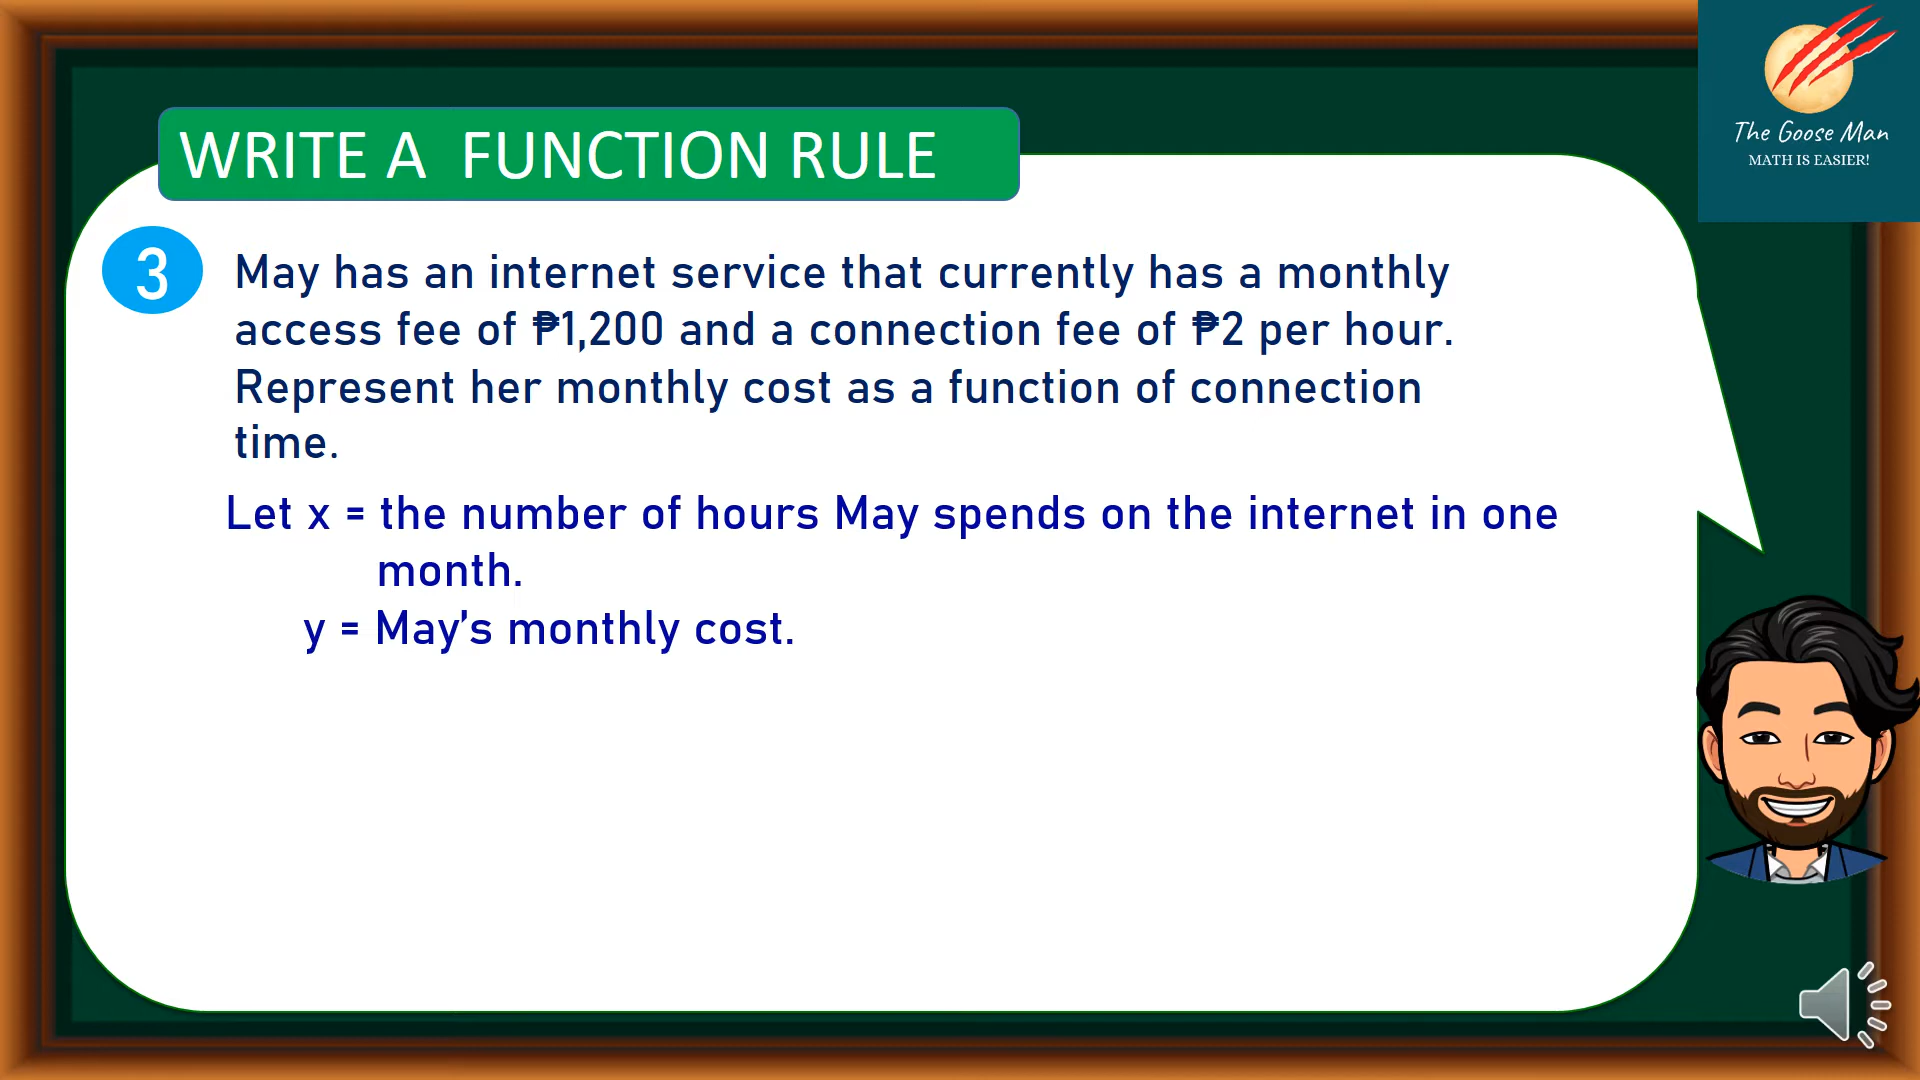 The Goose Man
MATH IS EASIER!
WRITE A FUNCTION RULE
3
May has an internet service that currently has a monthly
access fee of ₱1,200 and a connection fee of ₱2 per hour.
Represent her monthly cost as a function of connection
time.
Let x = the number of hours May spends on the internet in one
month.
y = May’s monthly cost.